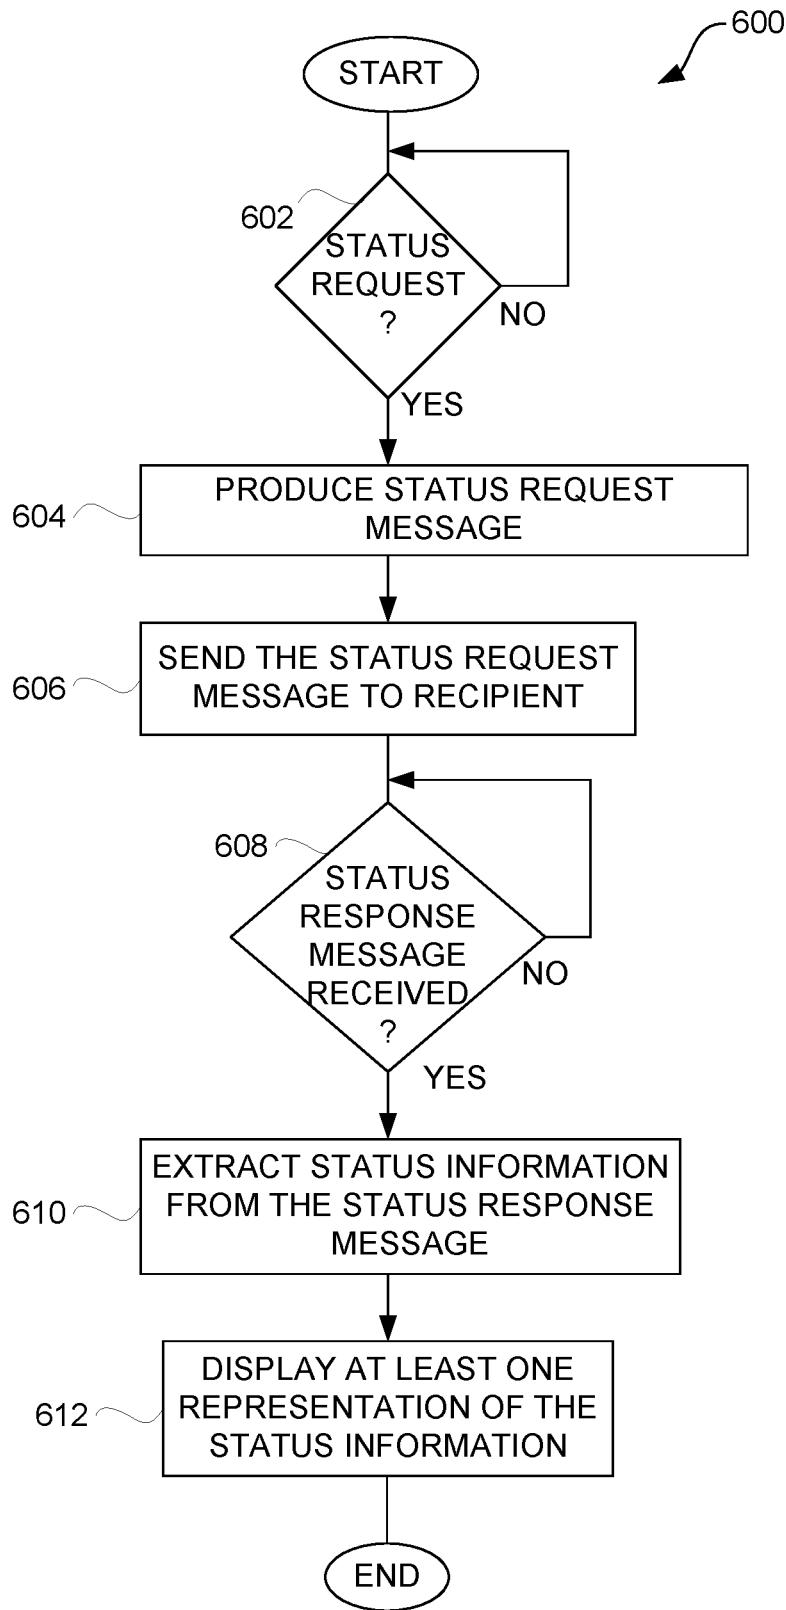 600
START
602
STATUS
REQUEST
?
NO
YES
604
PRODUCE STATUS REQUEST
MESSAGE
606
SEND THE STATUS REQUEST
MESSAGE TO RECIPIENT
608
STATUS
RESPONSE
MESSAGE
RECEIVED
?
NO
YES
610
EXTRACT STATUS INFORMATION
FROM THE STATUS RESPONSE
MESSAGE
612
DISPLAY AT LEAST ONE
REPRESENTATION OF THE
STATUS INFORMATION
END